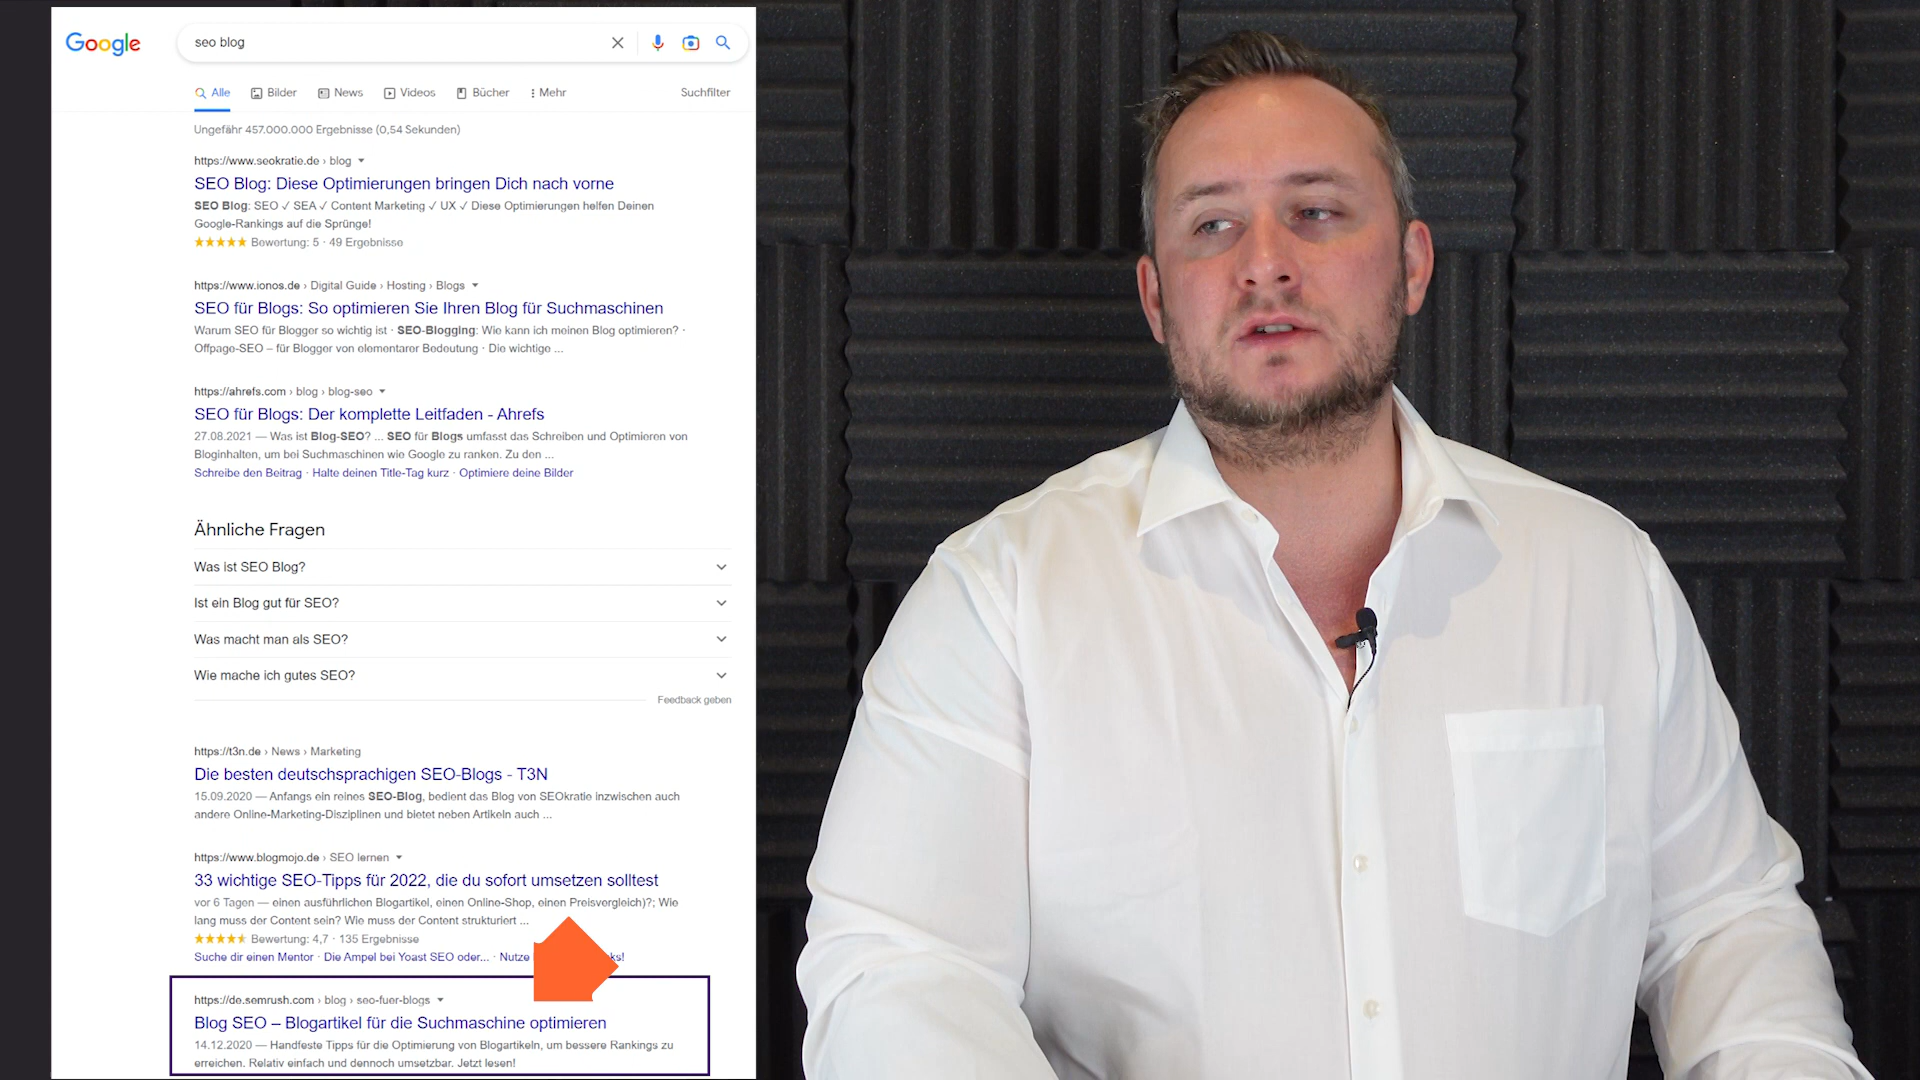 Google
seo blog
Alle Bilder News Videos Bücher Mehr Suchfilter
Ungefähr 457.000.000 Ergebnisse (0,54 Sekunden)
https://www.seokratie.de › blog
SEO Blog: Diese Optimierungen bringen Dich nach vorne
SEO Blog: SEO ✓ SEA ✓ Content Marketing ✓ UX ✓ Diese Optimierungen helfen Deinen
Google-Rankings auf die Sprünge!
★★★★★ Bewertung: 5 · 49 Ergebnisse
https://www.ionos.de › Digital Guide › Hosting › Blogs
SEO für Blogs: So optimieren Sie Ihren Blog für Suchmaschinen
Warum SEO für Blogger so wichtig ist · SEO-Blogging: Wie kann ich meinen Blog optimieren? ·
Offpage-SEO – für Blogger von elementarer Bedeutung · Die wichtige ...
https://ahrefs.com › blog › blog-seo
SEO für Blogs: Der komplette Leitfaden - Ahrefs
27.08.2021 — Was ist Blog-SEO? ... SEO für Blogs umfasst das Schreiben und Optimieren von
Bloginhalten, um bei Suchmaschinen wie Google zu ranken. Zu den ...
Schreibe den Beitrag · Halte deinen Title-Tag kurz · Optimiere deine Bilder
Ähnliche Fragen
Was ist SEO Blog?
Ist ein Blog gut für SEO?
Was macht man als SEO?
Wie mache ich gutes SEO?
Feedback geben
https://t3n.de › News › Marketing
Die besten deutschsprachigen SEO-Blogs - T3N
15.09.2020 — Anfangs ein reines SEO-Blog, bedient das Blog von SEOkratie inzwischen auch
andere Online-Marketing-Disziplinen und bietet neben Artikeln auch ...
https://www.blogmojo.de › SEO lernen
33 wichtige SEO-Tipps für 2022, die du sofort umsetzen solltest
vor 6 Tagen — einen ausführlichen Blogartikel, einen Online-Shop, einen Preisvergleich)?; Wie
lang muss der Content sein? Wie muss der Content strukturiert ...
★★★★★ Bewertung: 4,7 · 135 Ergebnisse
Suche dir einen Mentor · Die Ampel bei Yoast SEO oder... · Nutze
https://de.semrush.com › blog › seo-fuer-blogs
Blog SEO – Blogartikel für die Suchmaschine optimieren
14.12.2020 — Handfeste Tipps für die Optimierung von Blogartikeln, um bessere Rankings zu
erreichen. Relativ einfach und dennoch umsetzbar. Jetzt lesen!